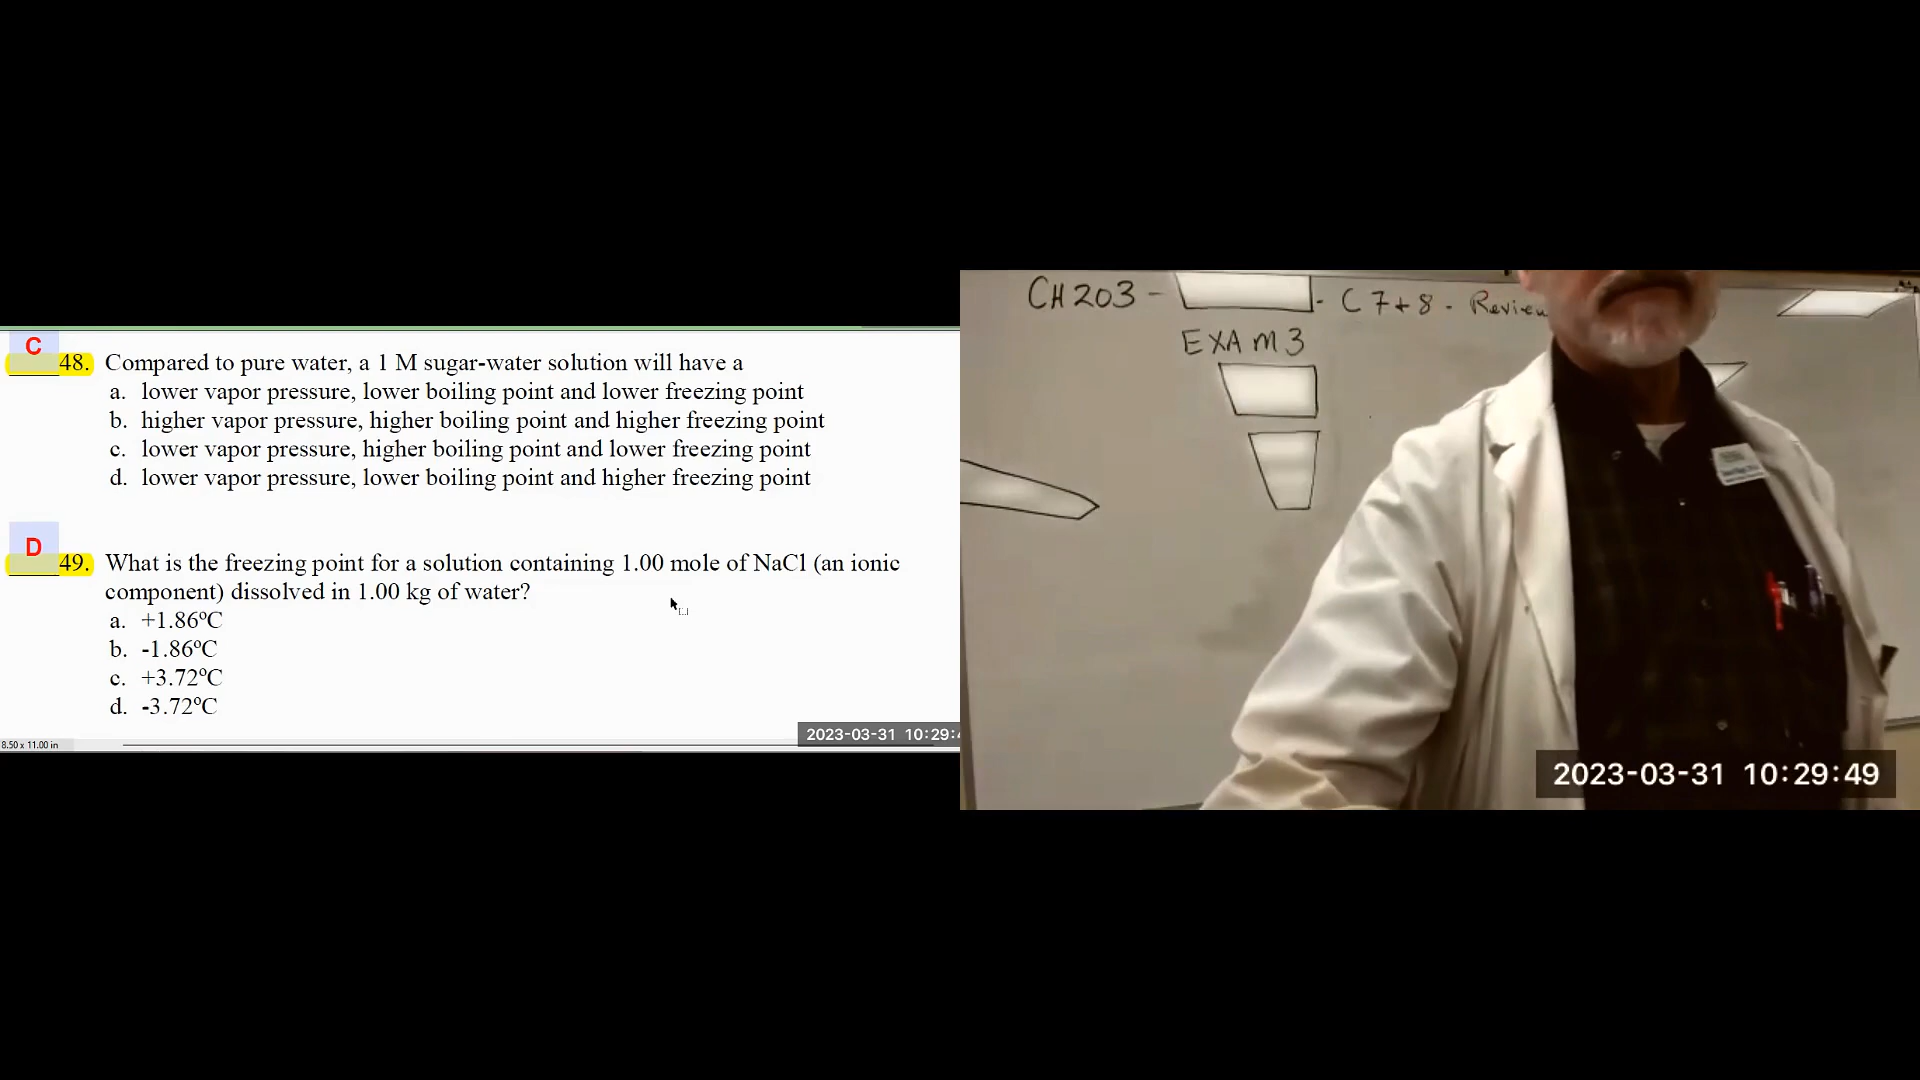 C
48. Compared to pure water, a 1 M sugar-water solution will have a
a. lower vapor pressure, lower boiling point and lower freezing point
b. higher vapor pressure, higher boiling point and higher freezing point
c. lower vapor pressure, higher boiling point and lower freezing point
d. lower vapor pressure, lower boiling point and higher freezing point
D
49. What is the freezing point for a solution containing 1.00 mole of NaCl (an ionic
component) dissolved in 1.00 kg of water?
a. +1.86ºC
b. -1.86ºC
c. +3.72ºC
d. -3.72ºC
8.50 x 11.00 in
2023-03-31 10:29:4
CH 203 - - C 7 + 8 - Review
EXAM 3
2023-03-31 10:29:49